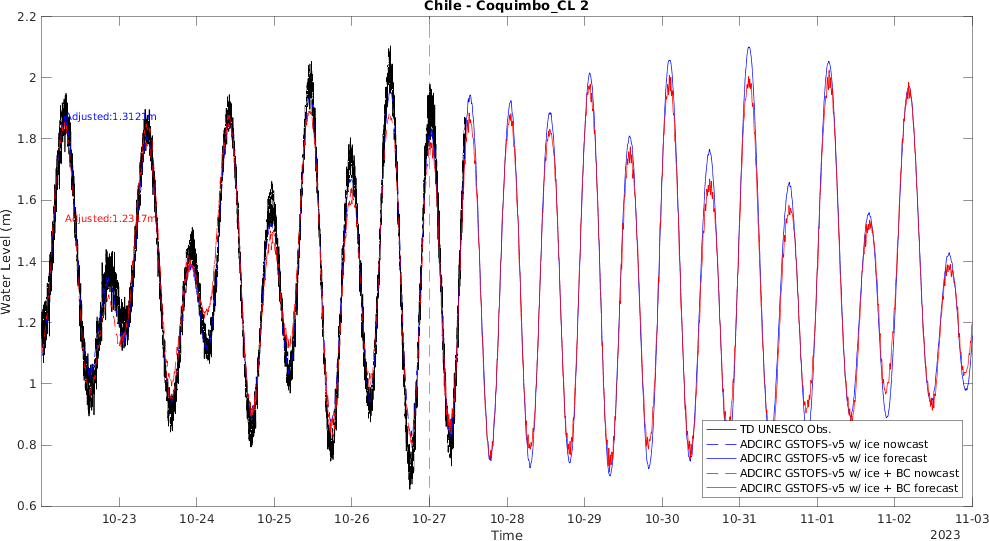 Chile - Coquimbo_CL 2
2.2
2
1.8
1.6
1.4
1.2
1
0.8
0.6
Water Level (m)
Adjusted:1.3121m
Adjusted:1.2317m
TD UNESCO Obs.
ADCIRC GSTOFS-v5 w/ ice nowcast
ADCIRC GSTOFS-v5 w/ ice forecast
ADCIRC GSTOFS-v5 w/ ice + BC nowcast
ADCIRC GSTOFS-v5 w/ ice + BC forecast
10-23 10-24 10-25 10-26 10-27 10-28 10-29 10-30 10-31 11-01 11-02 11-03
Time
2023